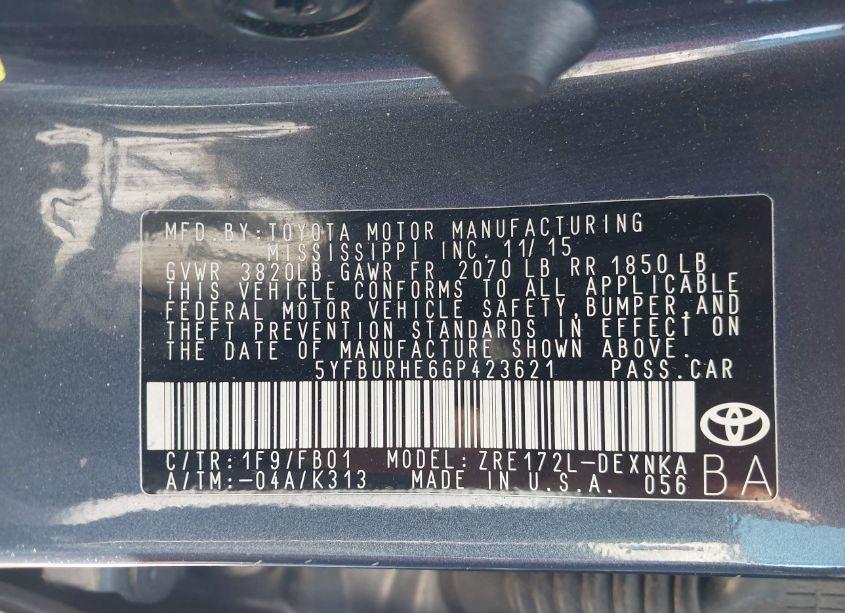 MFD.BY:TOYOTA MOTOR MANUFACTURING
MISSISSIPPI INC. 11/15
GVWR 3820LB GAWR FR 2070 LB RR 1850 LB
THIS VEHICLE CONFORMS TO ALL APPLICABLE
FEDERAL MOTOR VEHICLE SAFETY,BUMPER,AND
THEFT PREVENTION STANDARDS IN EFFECT ON
THE DATE OF MANUFACTURE SHOWN ABOVE.
5YFBURHE6GP423621 PASS.CAR
C/TR:1F9/FB01 MODEL:ZRE172L-DEXNKA
A/TM:-04A/K313 MADE IN U.S.A. 056 BA